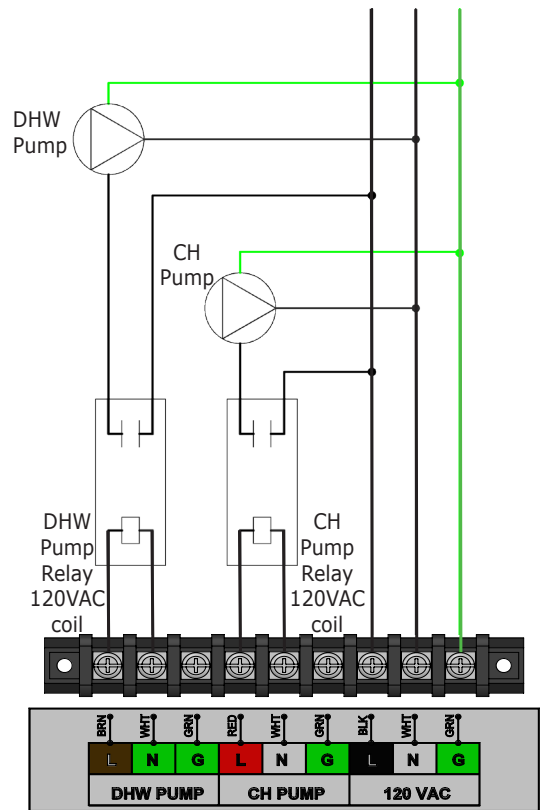 DHW
Pump
CH
Pump
DHW
Pump
Relay
120VAC
coil
CH
Pump
Relay
120VAC
coil
BRN WHT GRN RED WHT GRN BLK WHT GRN
L N G L N G L N G
DHW PUMP CH PUMP 120 VAC